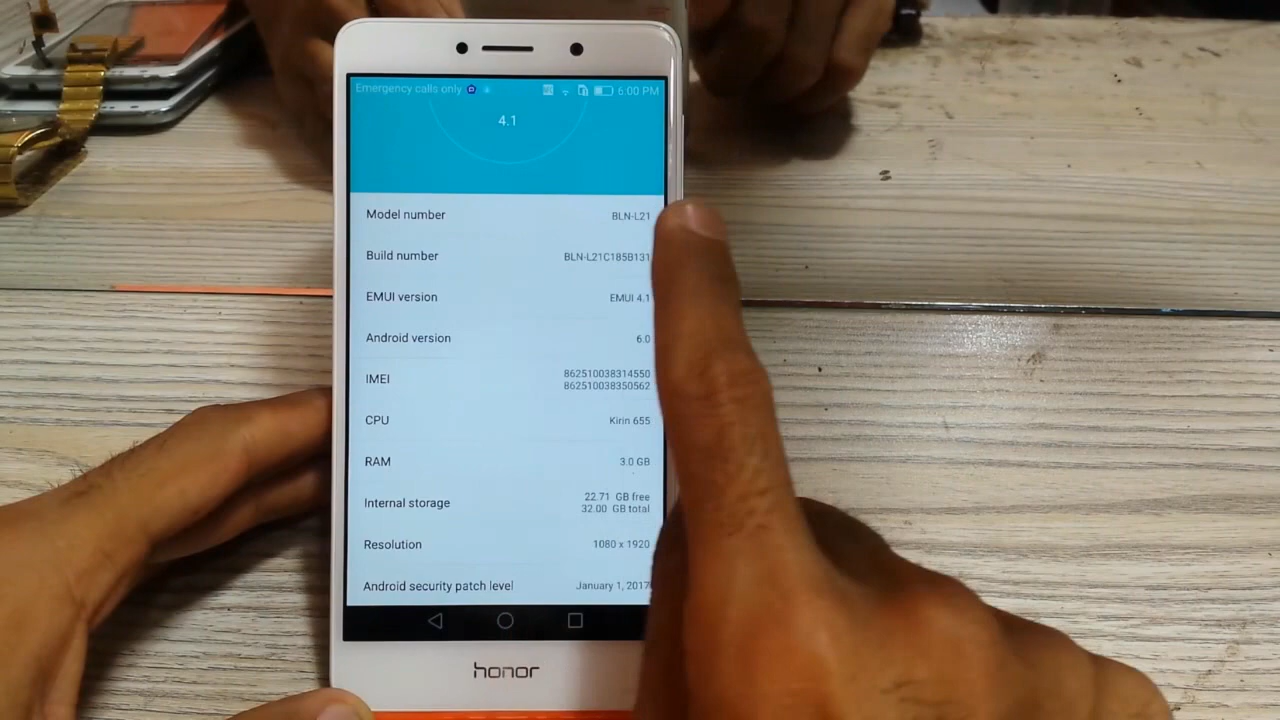 Emergency calls only 6:00 PM
4.1
Model number BLN-L21
Build number BLN-L21C185B131
EMUI version EMUI 4.1
Android version 6.0
IMEI 862510038314550
862510038350562
CPU Kirin 655
RAM 3.0 GB
Internal storage 22.71 GB free
32.00 GB total
Resolution 1080 x 1920
Android security patch level January 1, 2017
honor